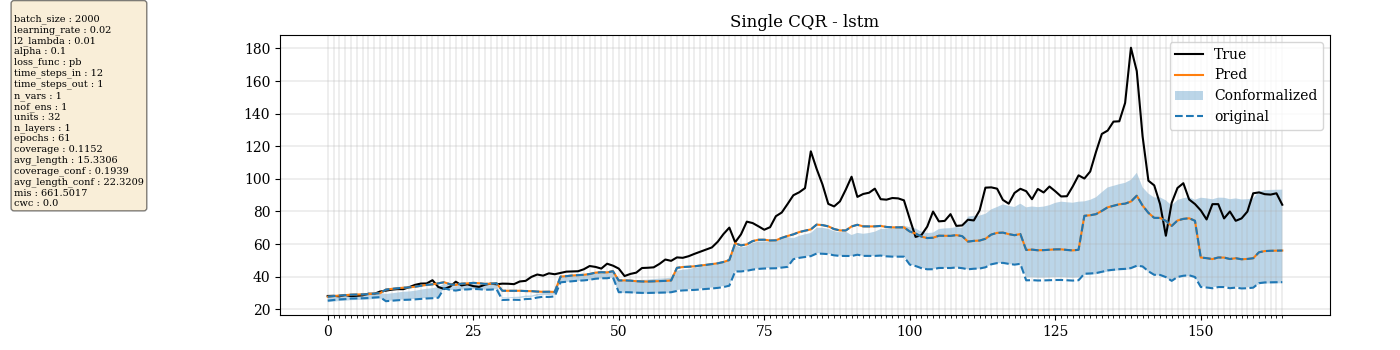 batch_size : 2000
learning_rate : 0.02
l2_lambda : 0.01
alpha : 0.1
loss_func : pb
time_steps_in : 12
time_steps_out : 1
n_vars : 1
nof_ens : 1
units : 32
n_layers : 1
epochs : 61
coverage : 0.1152
avg_length : 15.3306
coverage_conf : 0.1939
avg_length_conf : 22.3209
mis : 661.5017
cwc : 0.0
Single CQR - lstm
180
160
140
120
100
80
60
40
20
True
Pred
Conformalized
original
0 25 50 75 100 125 150